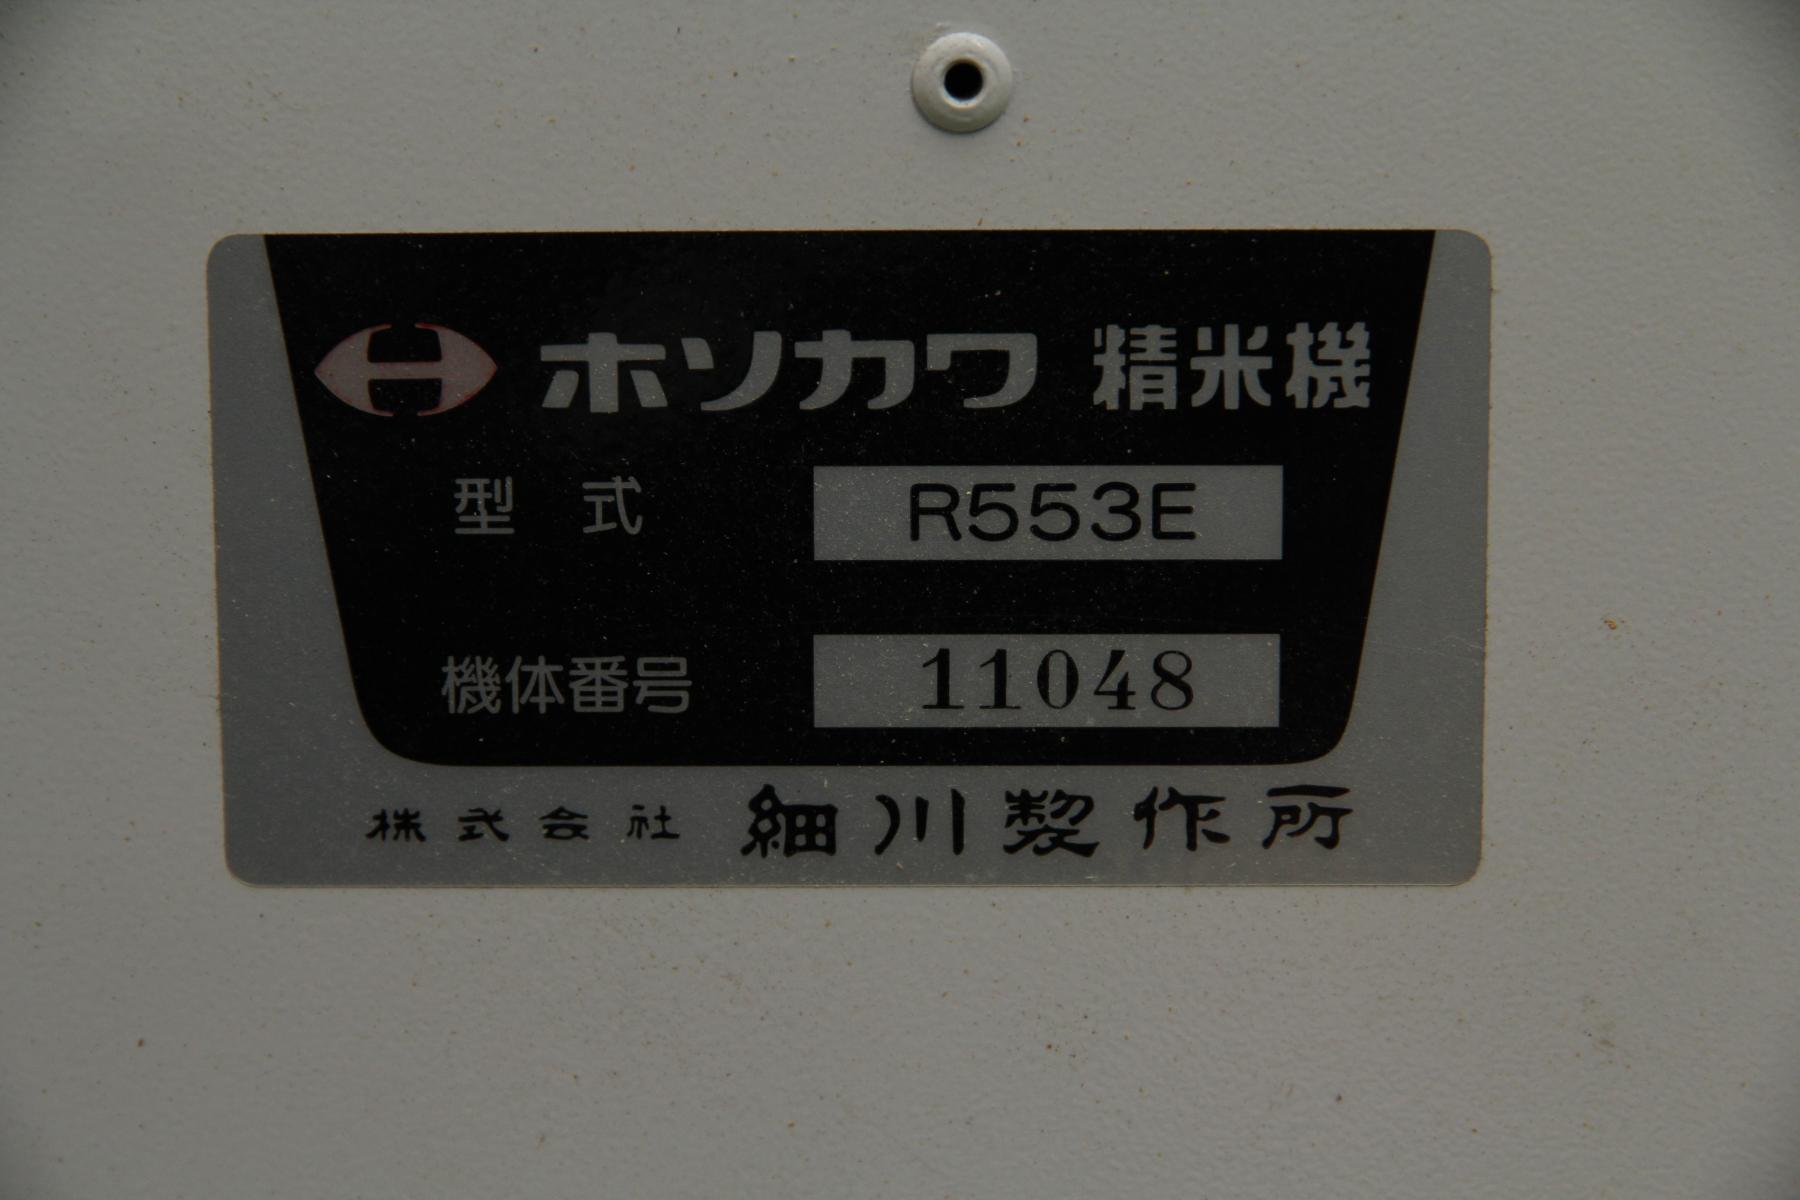 ホソカワ 精米機
型式 R553E
機体番号 11048
株式会社 細川製作所